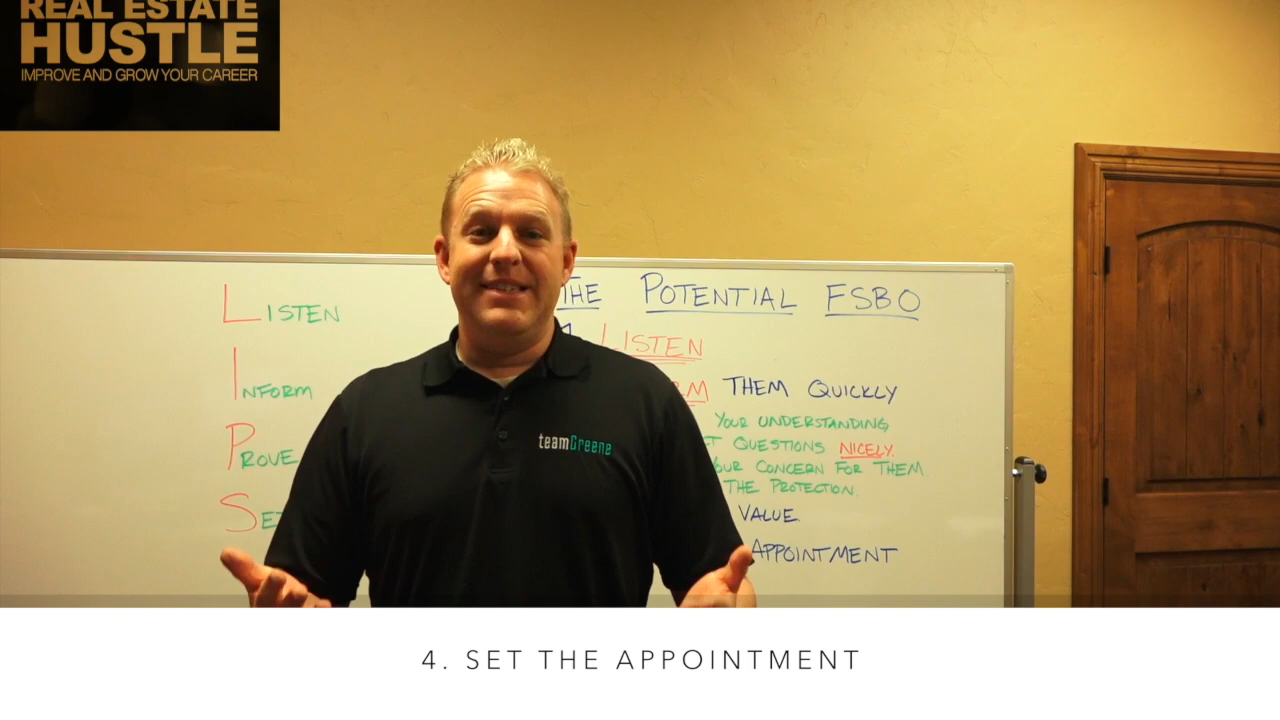 REAL ESTATE
HUSTLE
IMPROVE AND GROW YOUR CAREER
LISTEN
INFORM
PROVE
SE
THE POTENTIAL FSBO
LISTEN
THEM QUICKLY
YOUR UNDERSTANDING
QUESTIONS NICELY.
CONCERN FOR THEM
THE PROTECTION.
VALUE
APPOINTMENT
teamGreene
4. SET THE APPOINTMENT